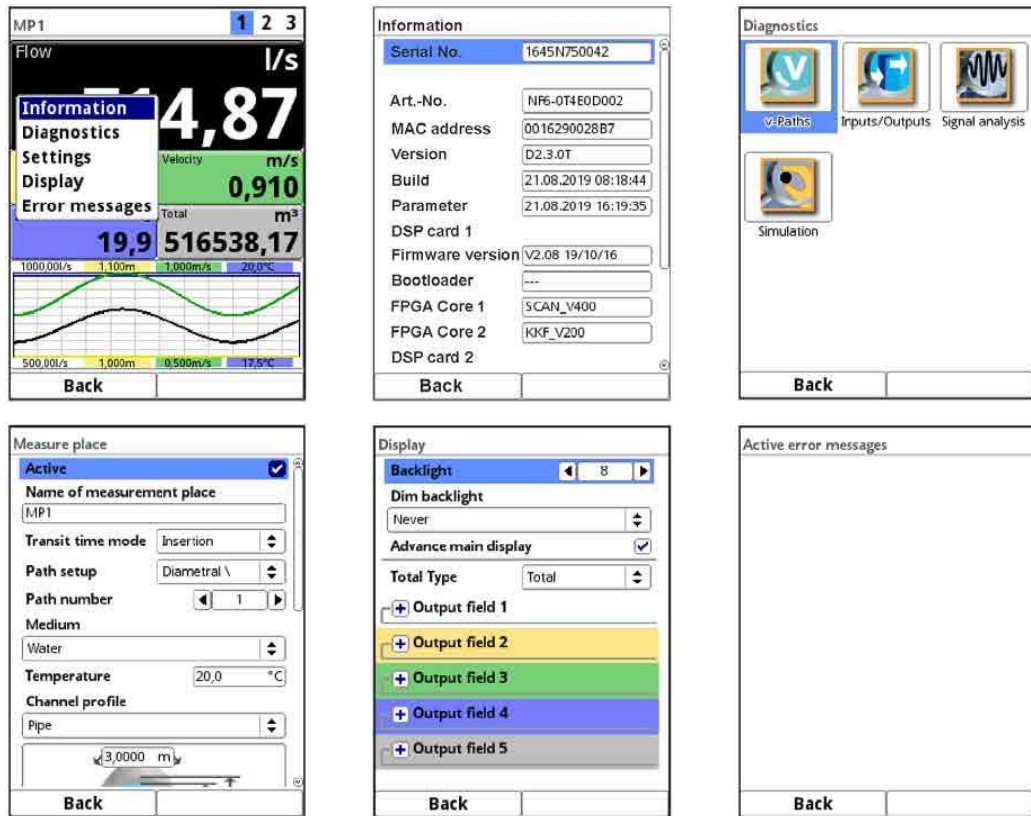 MP1 1 2 3
Flow l/s
14,87
Information
Diagnostics
Settings
Display
Error messages
Velocity m/s
0,910
Total m³
19,9 516538,17
1000,00l/s 1,100m 1,000m/s 20,0°C
500,00l/s 1,000m 0,500m/s 17,5°C
Back
Information
Serial No. 1645N750042
Art.-No. NF6-0T4E0D002
MAC address 0016290028B7
Version D2.3.0T
Build 21.08.2019 08:18:44
Parameter 21.08.2019 16:19:35
DSP card 1
Firmware version V2.08 19/10/16
Bootloader ---
FPGA Core 1 SCAN_V400
FPGA Core 2 KKF_V200
DSP card 2
Back
Diagnostics
v-Paths Inputs/Outputs Signal analysis
Simulation
Back
Measure place
Active
Name of measurement place
MP1
Transit time mode Insertion
Path setup Diametral \
Path number 1
Medium
Water
Temperature 20,0 °C
Channel profile
Pipe
3,0000 m
Back
Display
Backlight 8
Dim backlight
Never
Advance main display
Total Type Total
Output field 1
Output field 2
Output field 3
Output field 4
Output field 5
Back
Active error messages
Back